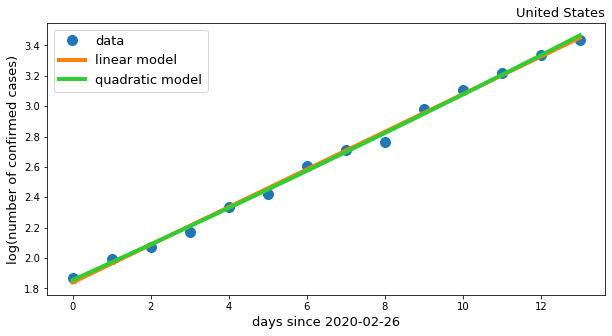 United States
data
linear model
quadratic model
log(number of confirmed cases)
3.4
3.2
3.0
2.8
2.6
2.4
2.2
2.0
1.8
0 2 4 6 8 10 12
days since 2020-02-26